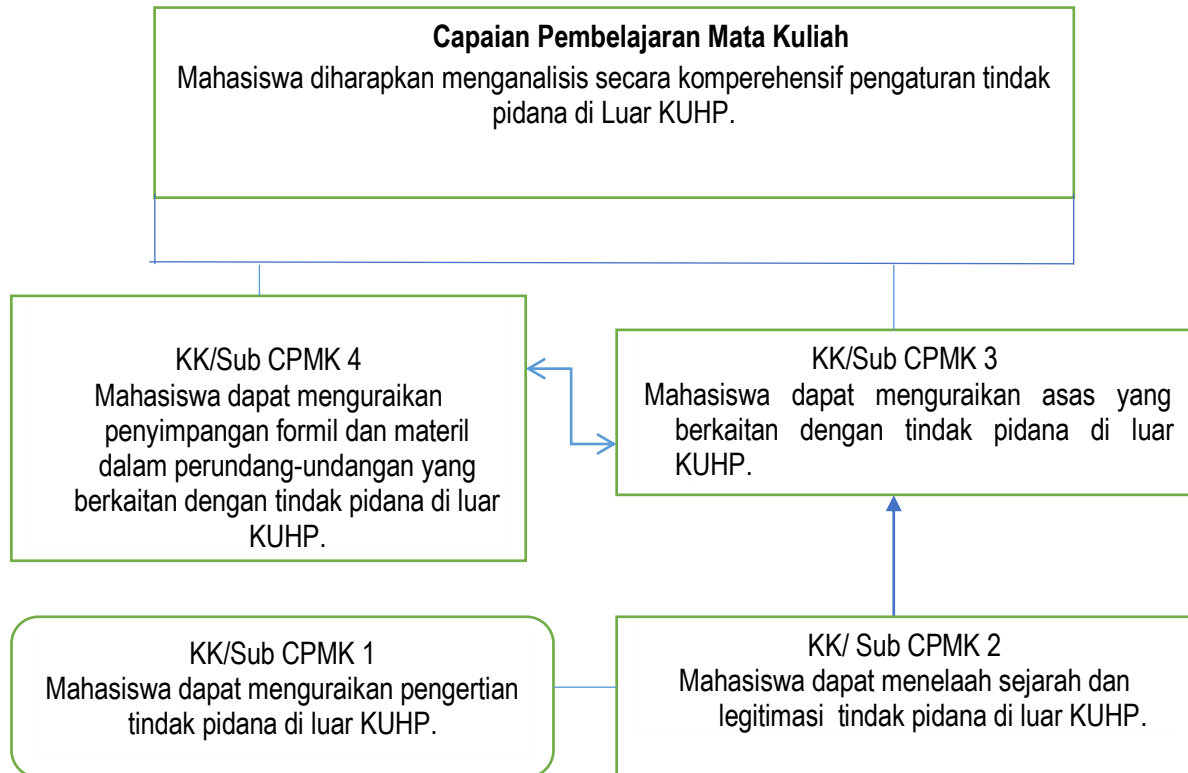 Capaian Pembelajaran Mata Kuliah
Mahasiswa diharapkan menganalisis secara komperehensif pengaturan tindak
pidana di Luar KUHP.
KK/Sub CPMK 4
Mahasiswa dapat menguraikan
penyimpangan formil dan materil
dalam perundang-undangan yang
berkaitan dengan tindak pidana di luar
KUHP.
KK/Sub CPMK 3
Mahasiswa dapat menguraikan asas yang
berkaitan dengan tindak pidana di luar
KUHP.
KK/Sub CPMK 1
Mahasiswa dapat menguraikan pengertian
tindak pidana di luar KUHP.
KK/ Sub CPMK 2
Mahasiswa dapat menelaah sejarah dan
legitimasi tindak pidana di luar KUHP.